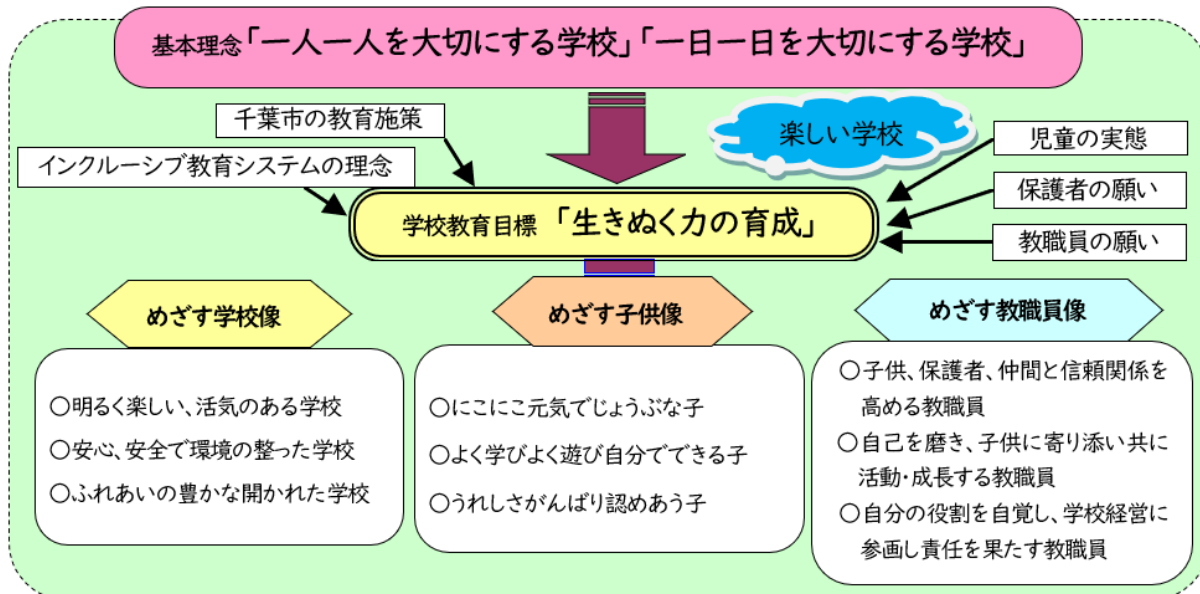 基本理念「一人一人を大切にする学校」「一日一日を大切にする学校」
千葉市の教育施策
インクルーシブ教育システムの理念
楽しい学校
児童の実態
保護者の願い
教職員の願い
学校教育目標 「生きぬく力の育成」
めざす学校像
○明るく楽しい、活気のある学校
○安心、安全で環境の整った学校
○ふれあいの豊かな開かれた学校
めざす子供像
○にこにこ元気でじょうぶな子
○よく学びよく遊び自分でできる子
○うれしさがんばり認めあう子
めざす教職員像
○子供、保護者、仲間と信頼関係を
高める教職員
○自己を磨き、子供に寄り添い共に
活動・成長する教職員
○自分の役割を自覚し、学校経営に
参画し責任を果たす教職員